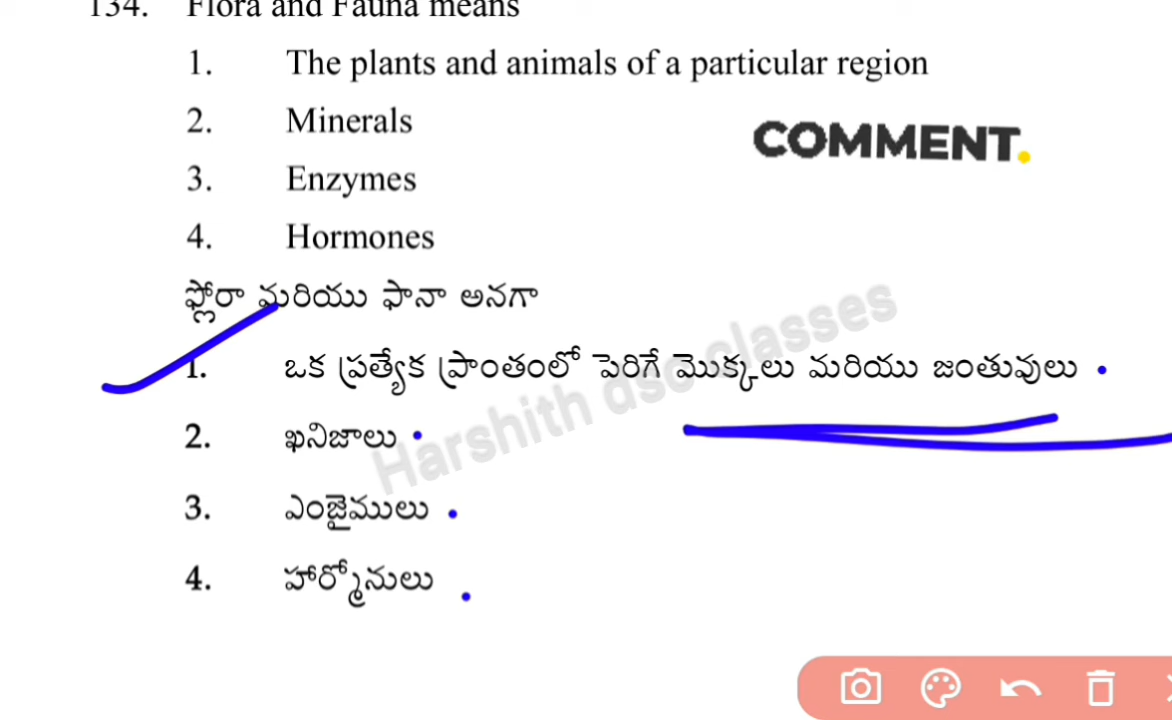 134. Flora and Fauna means
1. The plants and animals of a particular region
2. Minerals
COMMENT.
3. Enzymes
4. Hormones
ఫ్లోరా మరియు ఫానా అనగా
1. ఒక ప్రత్యేక ప్రాంతంలో పెరిగే మొక్కలు మరియు జంతువులు
2. ఖనిజాలు
3. ఎంజైములు
4. హార్మోనులు
Harshith dsc classes